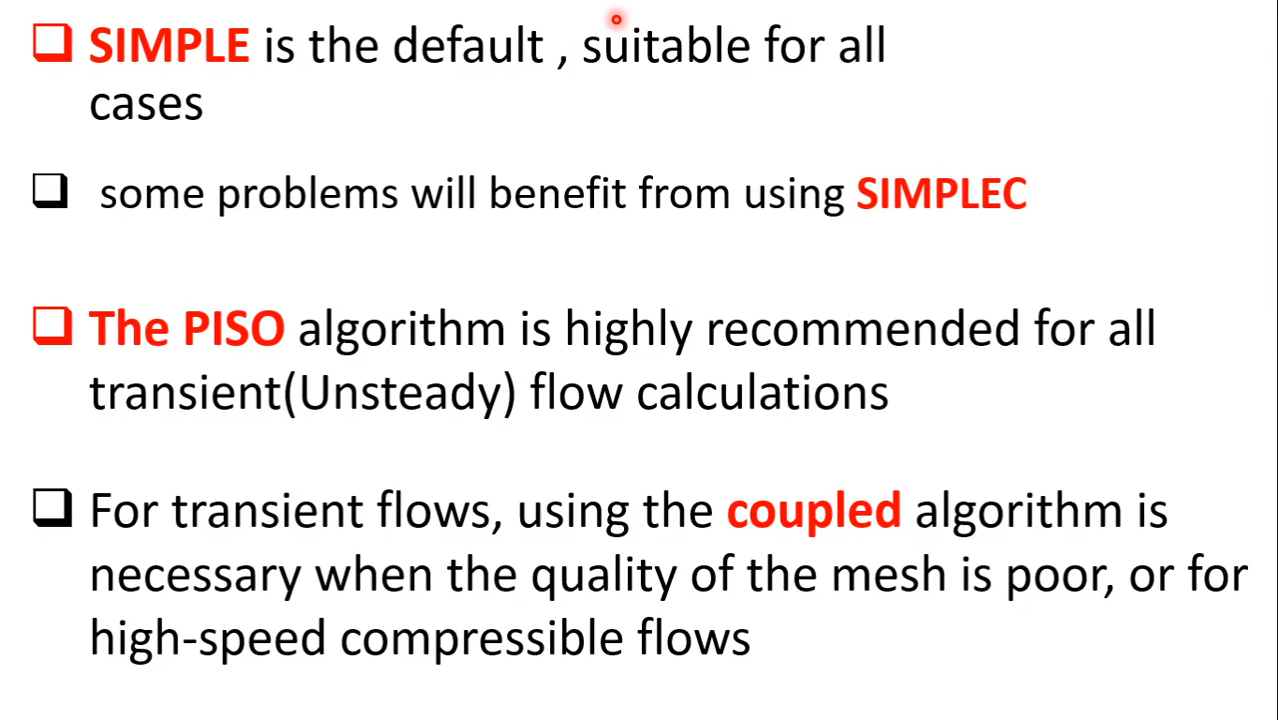 SIMPLE is the default , suitable for all
cases
some problems will benefit from using SIMPLEC
The PISO algorithm is highly recommended for all
transient(Unsteady) flow calculations
For transient flows, using the coupled algorithm is
necessary when the quality of the mesh is poor, or for
high-speed compressible flows